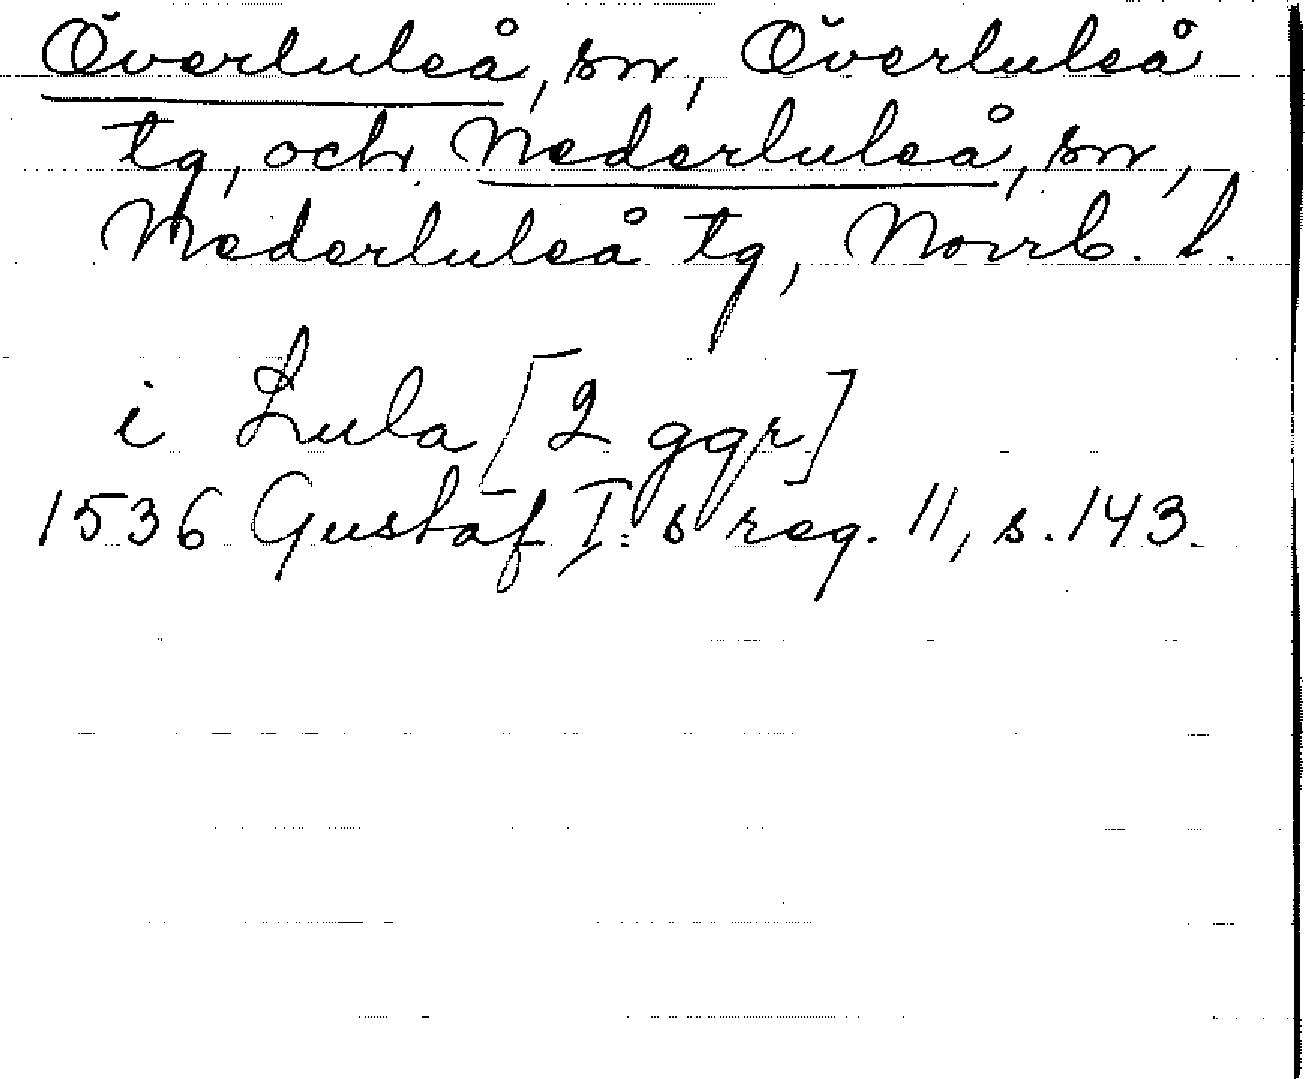 Överluleå, sn, Överluleå
tg, och Nederluleå, sn,
Nederluleå tg, Norrb. l.
i Lula [2 ggr]
1536 Gustaf I:s reg. 11, s. 143.